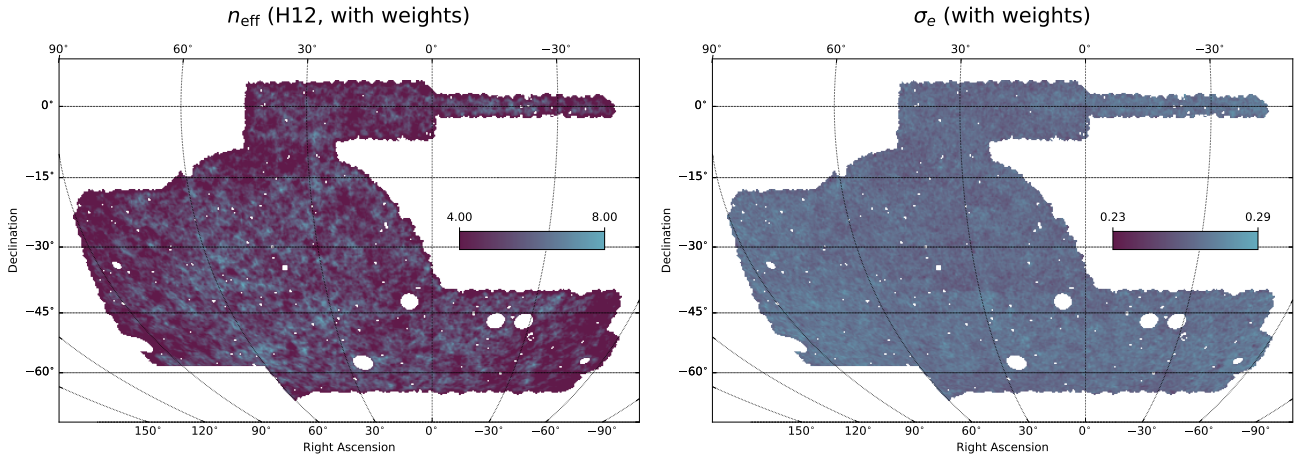 n_eff (H12, with weights)
90° 60° 30° 0° −30°
0°
−15°
−30°
−45°
−60°
Declination
4.00 8.00
150 120 90 60 30 0 −30 −60 −90
Right Ascension
σ_e (with weights)
90° 60° 30° 0° −30°
0°
−15°
−30°
−45°
−60°
Declination
0.23 0.29
150° 120° 90° 60° 30° 0° −30° −60° −90°
Right Ascension